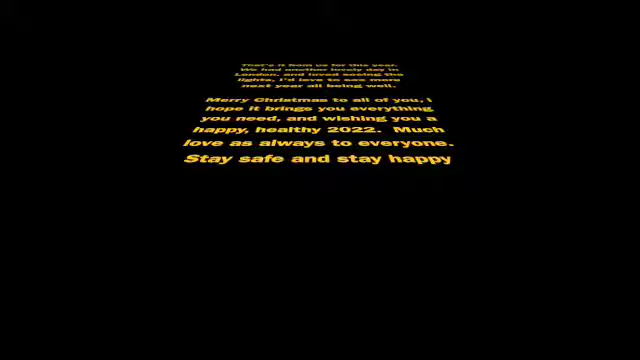 That's it from us for this year.
We had another lovely day in
London, and loved seeing the
lights, I'd love to see more
next year all being well.
Merry Christmas to all of you, I
hope it brings you everything
you need, and wishing you a
happy, healthy 2022. Much
love as always to everyone.
Stay safe and stay happy